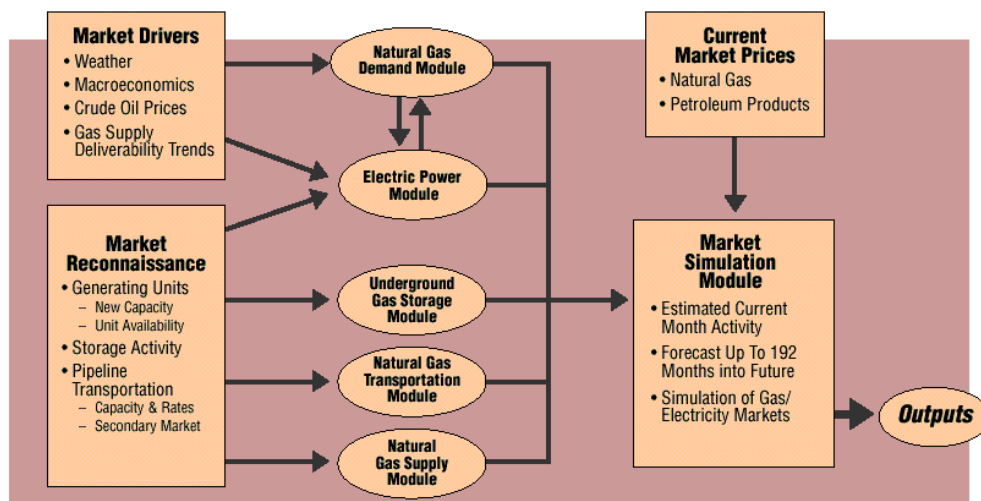 Market Drivers
• Weather
• Macroeconomics
• Crude Oil Prices
• Gas Supply
Deliverability Trends
Natural Gas
Demand Module
Electric Power
Module
Current
Market Prices
• Natural Gas
• Petroleum Products
Market
Reconnaissance
• Generating Units
– New Capacity
– Unit Availability
• Storage Activity
• Pipeline
Transportation
– Capacity & Rates
– Secondary Market
Underground
Gas Storage
Module
Natural Gas
Transportation
Module
Natural
Gas Supply
Module
Market
Simulation
Module
• Estimated Current
Month Activity
• Forecast Up To 192
Months into Future
• Simulation of Gas/
Electricity Markets
Outputs